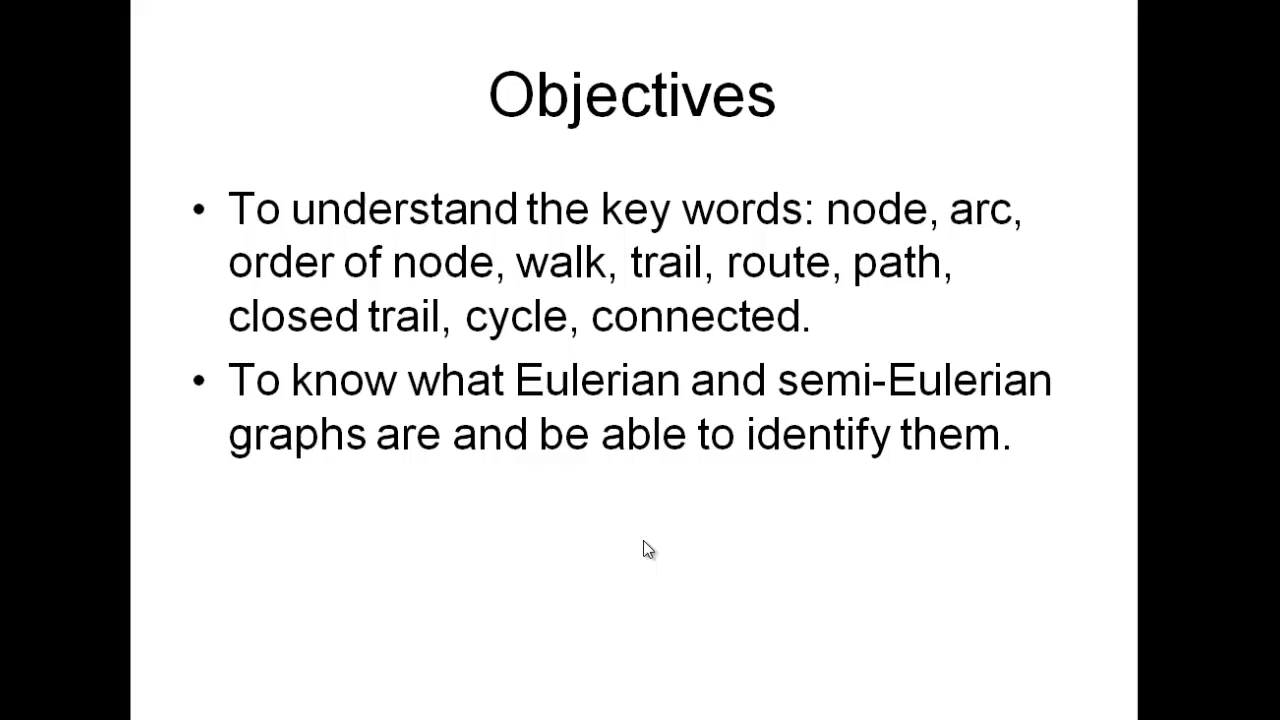 Objectives
• To understand the key words: node, arc,
order of node, walk, trail, route, path,
closed trail, cycle, connected.
• To know what Eulerian and semi-Eulerian
graphs are and be able to identify them.